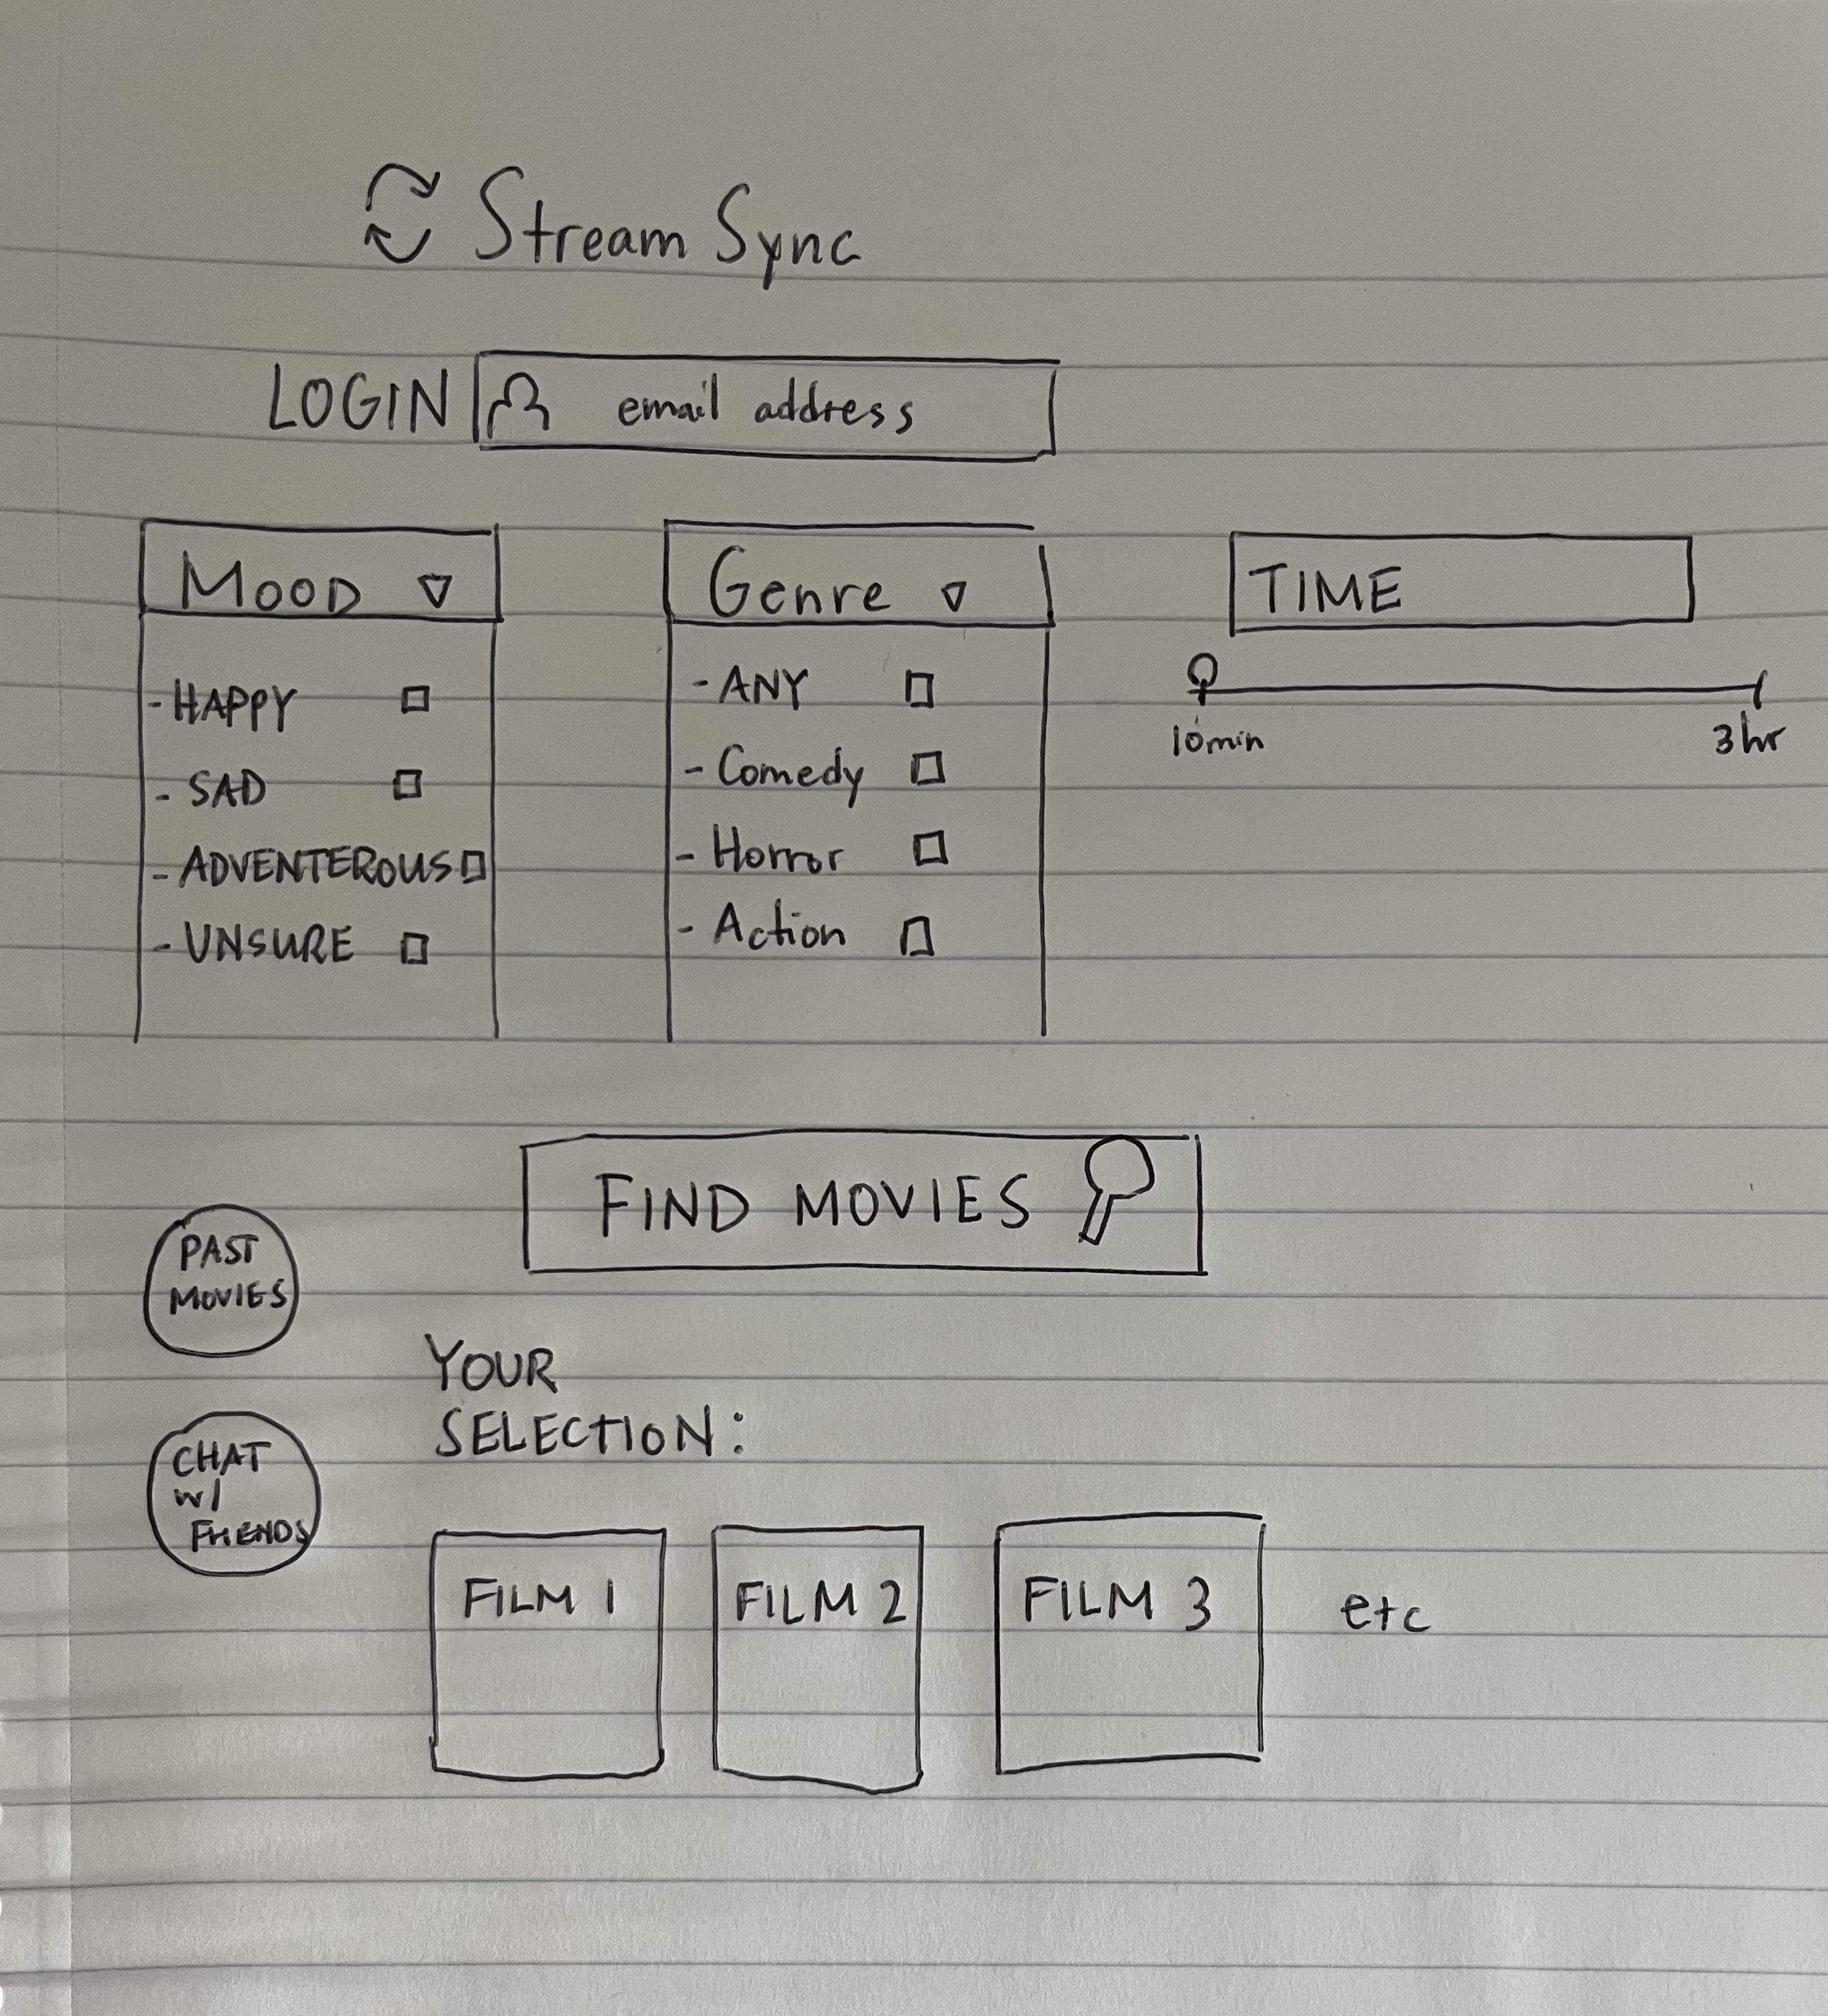 Stream Sync
LOGIN
email address
MOOD
- HAPPY
- SAD
- ADVENTEROUS
- UNSURE
Genre
- ANY
- Comedy
- Horror
- Action
TIME
10min
3hr
FIND MOVIES
PAST
MOVIES
CHAT
w/
FRIENDS
YOUR
SELECTION:
FILM 1
FILM 2
FILM 3
etc